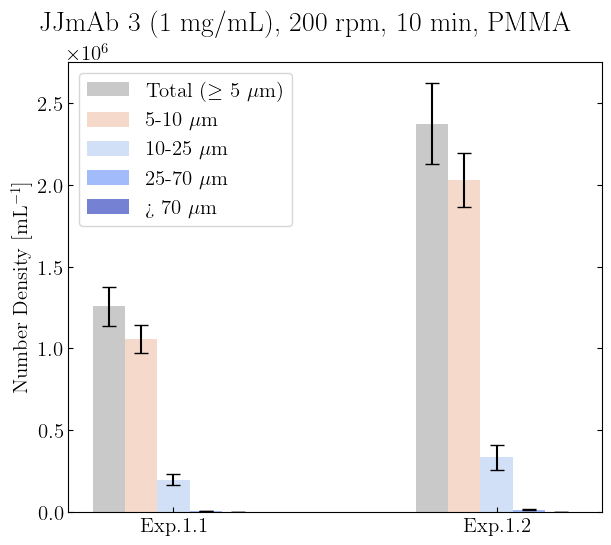 JJmAb 3 (1 mg/mL), 200 rpm, 10 min, PMMA
×10⁶
Total (≥ 5 μm)
5-10 μm
10-25 μm
25-70 μm
¿ 70 μm
Number Density [mL⁻¹]
2.5
2.0
1.5
1.0
0.5
0.0
Exp.1.1
Exp.1.2